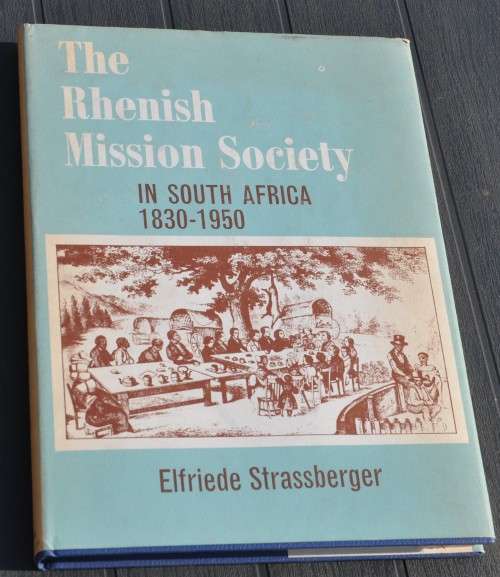 The
Rhenish
Mission Society
IN SOUTH AFRICA
1830-1950
Elfriede Strassberger